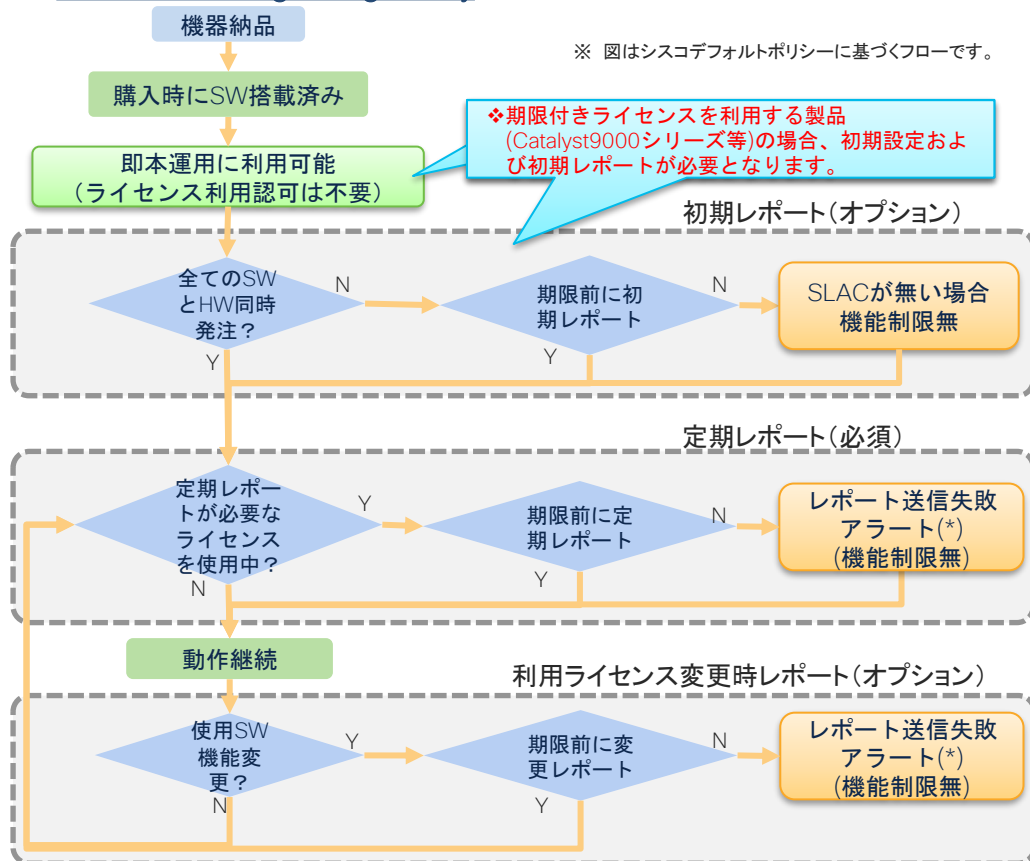 機器納品
※ 図はシスコデフォルトポリシーに基づくフローです。
購入時にSW搭載済み
❖期限付きライセンスを利用する製品
(Catalyst9000シリーズ等)の場合、初期設定およ
び初期レポートが必要となります。
即本運用に利用可能
(ライセンス利用認可は不要)
初期レポート(オプション)
全てのSW
とHW同時
発注?
N
Y
期限前に初
期レポート
N
Y
SLACが無い場合
機能制限無
定期レポート(必須)
定期レポー
トが必要な
ライセンス
を使用中?
Y
N
期限前に定
期レポート
N
Y
レポート送信失敗
アラート(*)
(機能制限無)
動作継続
利用ライセンス変更時レポート(オプション)
使用SW
機能変
更?
Y
N
期限前に変
更レポート
N
Y
レポート送信失敗
アラート(*)
(機能制限無)